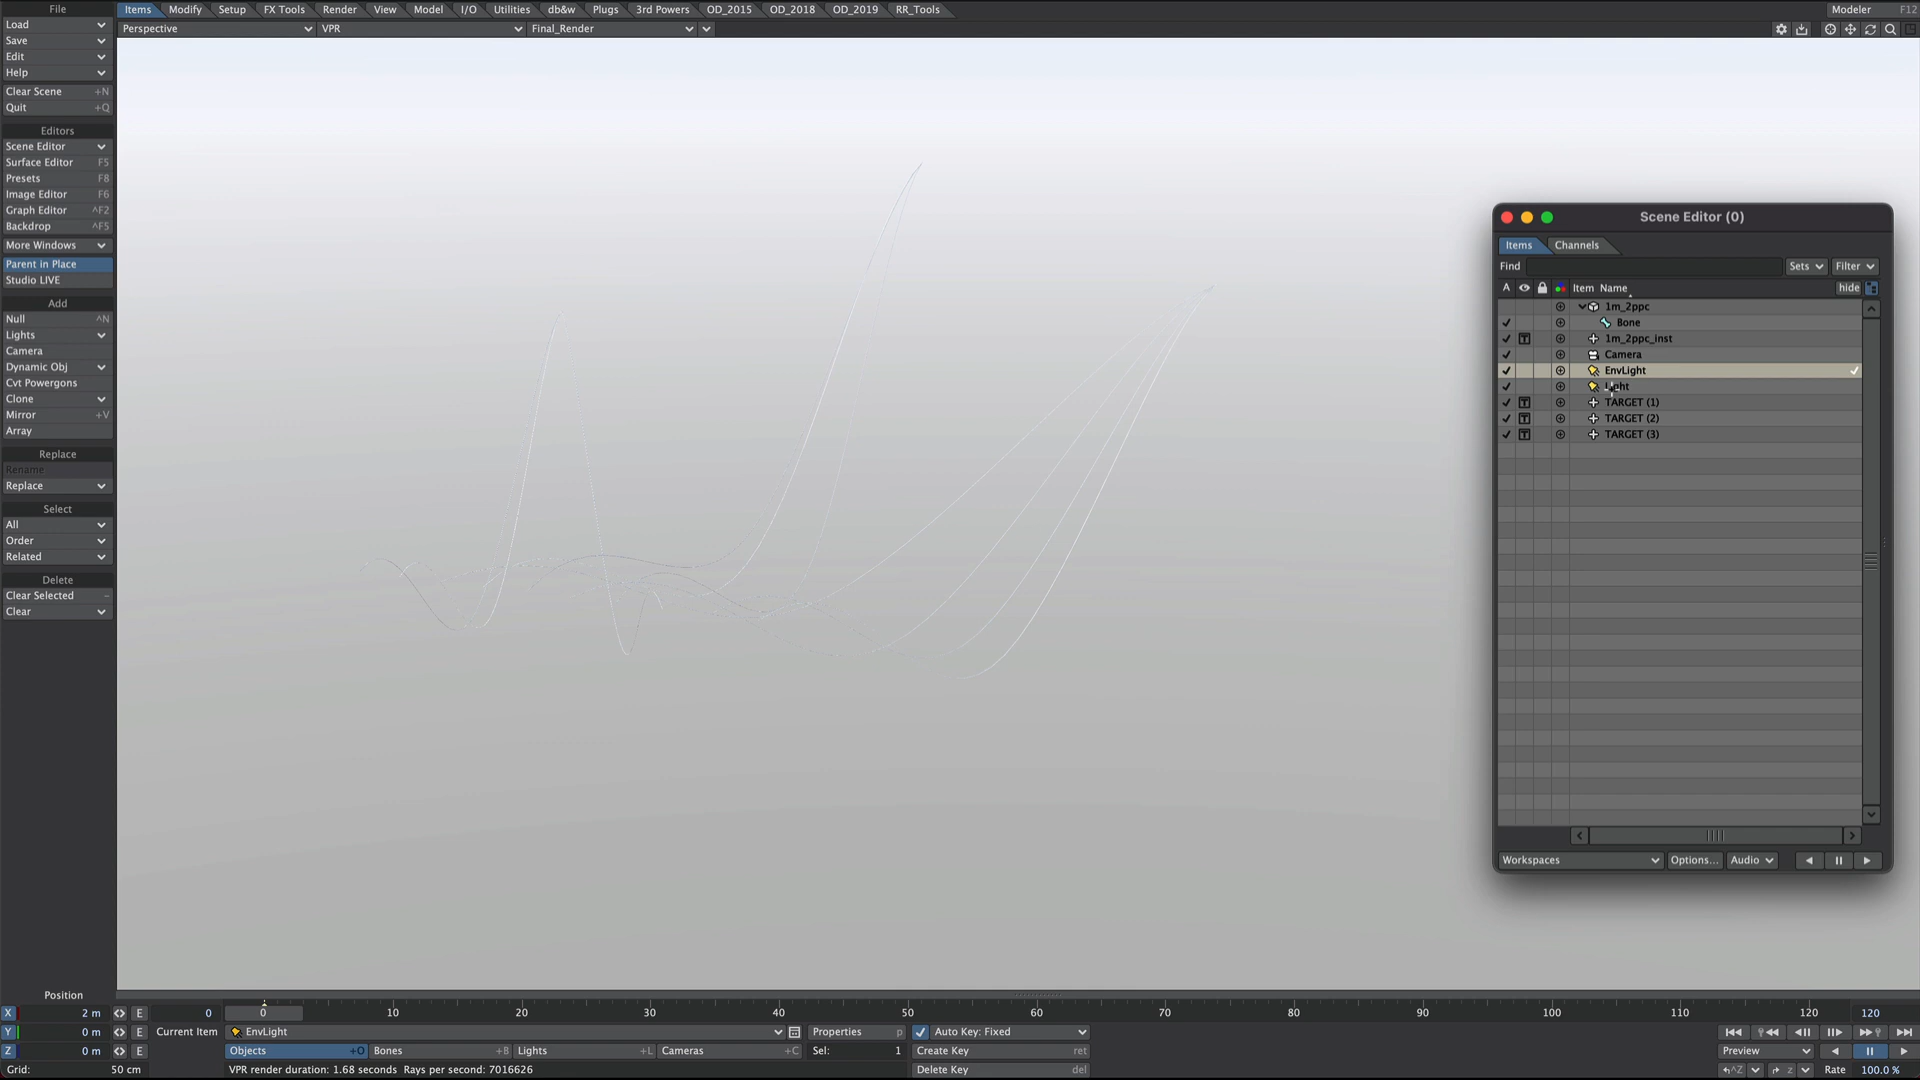 File
Items Modify Setup FX Tools Render View Model I/O Utilities db&w Plugs 3rd Powers OD_2015 OD_2018 OD_2019 RR_Tools Modeler F12
Load
Perspective VPR Final_Render
Save
Edit
Help
Clear Scene +N
Quit +Q
Editors
Scene Editor
Surface Editor F5
Presets F8
Image Editor F6
Graph Editor ^F2
Backdrop ^F5
More Windows
Parent in Place
Studio LIVE
Add
Null ^N
Lights
Camera
Dynamic Obj
Cvt Powergons
Clone
Mirror +V
Array
Replace
Rename
Replace
Select
All
Order
Related
Delete
Clear Selected –
Clear
Scene Editor (0)
Items Channels
Find Sets Filter
A Item Name hide
1m_2ppc
Bone
T 1m_2ppc_inst
Camera
EnvLight
Light
T TARGET (1)
T TARGET (2)
T TARGET (3)
Workspaces Options... Audio
Position
X 2 m E 0 0 10 20 30 40 50 60 70 80 90 100 110 120 120
Y 0 m E Current Item EnvLight Properties p Auto Key: Fixed
Z 0 m E Objects +O Bones +B Lights +L Cameras +C Sel: 1 Create Key ret Preview
Grid: 50 cm VPR render duration: 1.68 seconds Rays per second: 7016626 Delete Key del ^Z z Rate 100.0 %